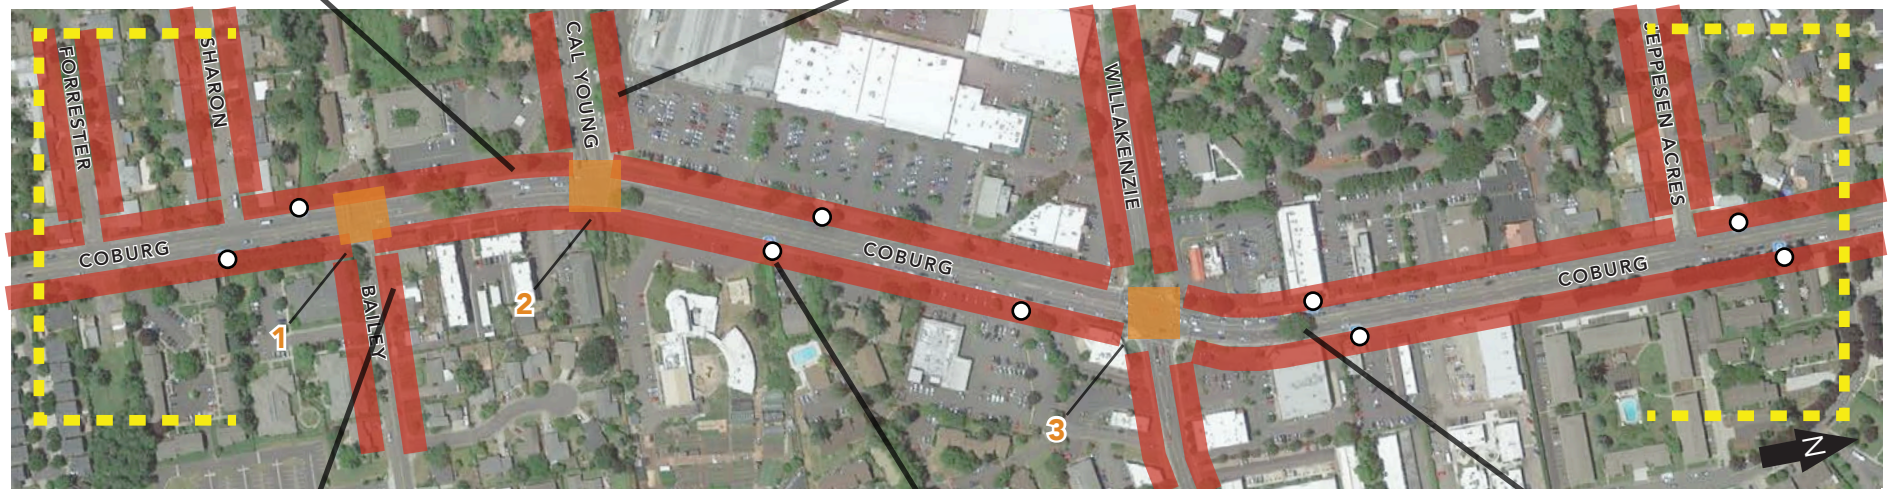 FORRESTER
SHARON
CAL YOUNG
WILLAKENZIE
JEPPESEN ACRES
COBURG
COBURG
COBURG
BAILEY
1
2
3
N